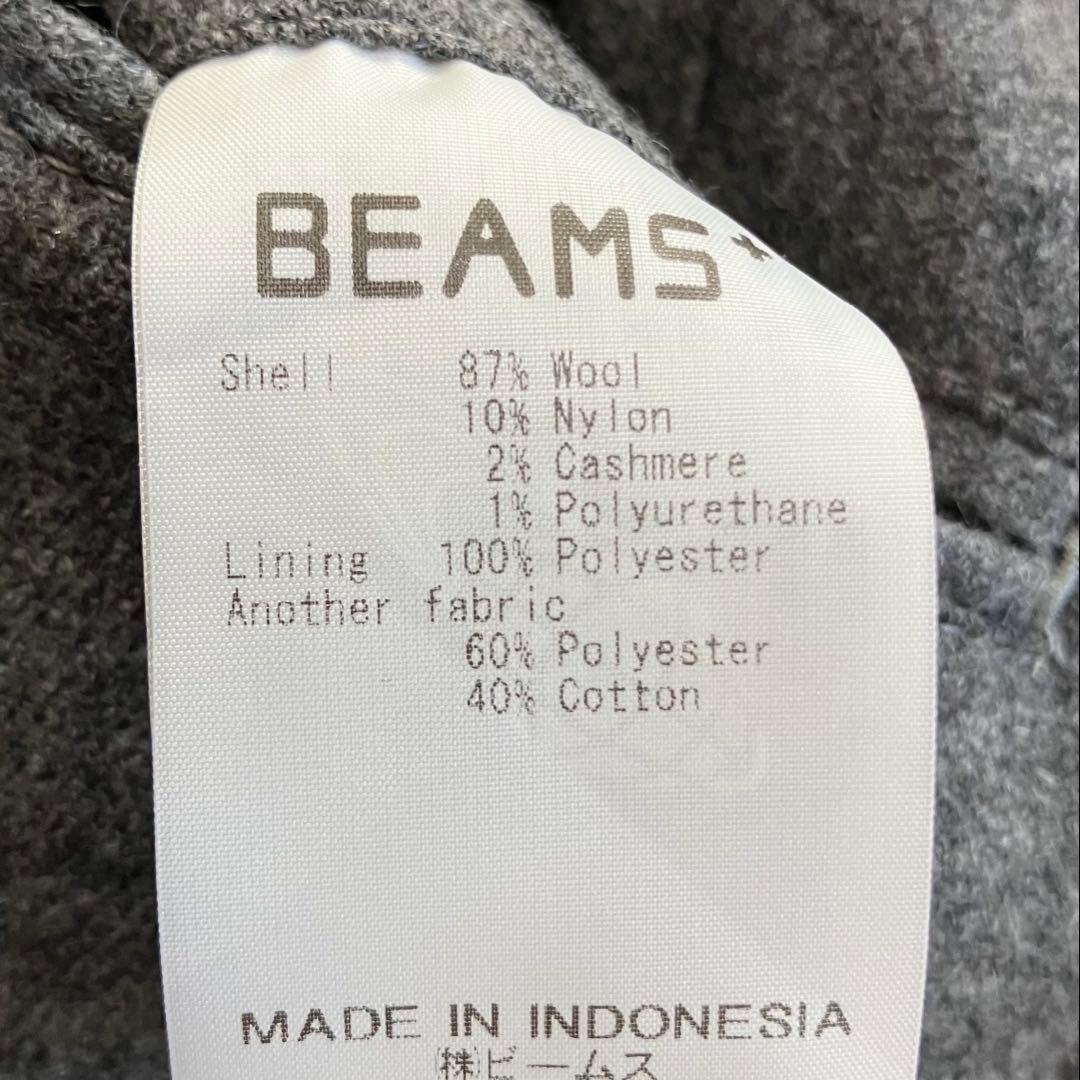 BEAMS*
Shell 87% Wool
10% Nylon
2% Cashmere
1% Polyurethane
Lining 100% Polyester
Another fabric
60% Polyester
40% Cotton
MADE IN INDONESIA
(株)ビームス